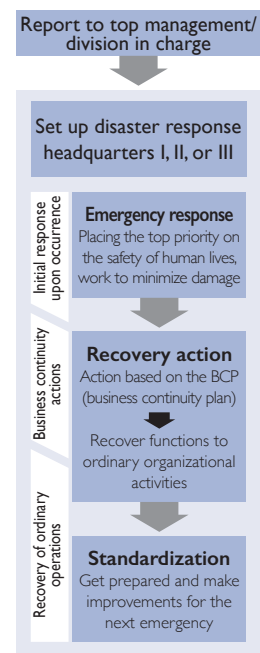 Report to top management/
division in charge
Set up disaster response
headquarters I, II, or III
Initial response
upon occurrence
Emergency response
Placing the top priority on
the safety of human lives,
work to minimize damage
Business continuity
actions
Recovery action
Action based on the BCP
(business continuity plan)
Recover functions to
ordinary organizational
activities
Recovery of ordinary
operations
Standardization
Get prepared and make
improvements for the
next emergency